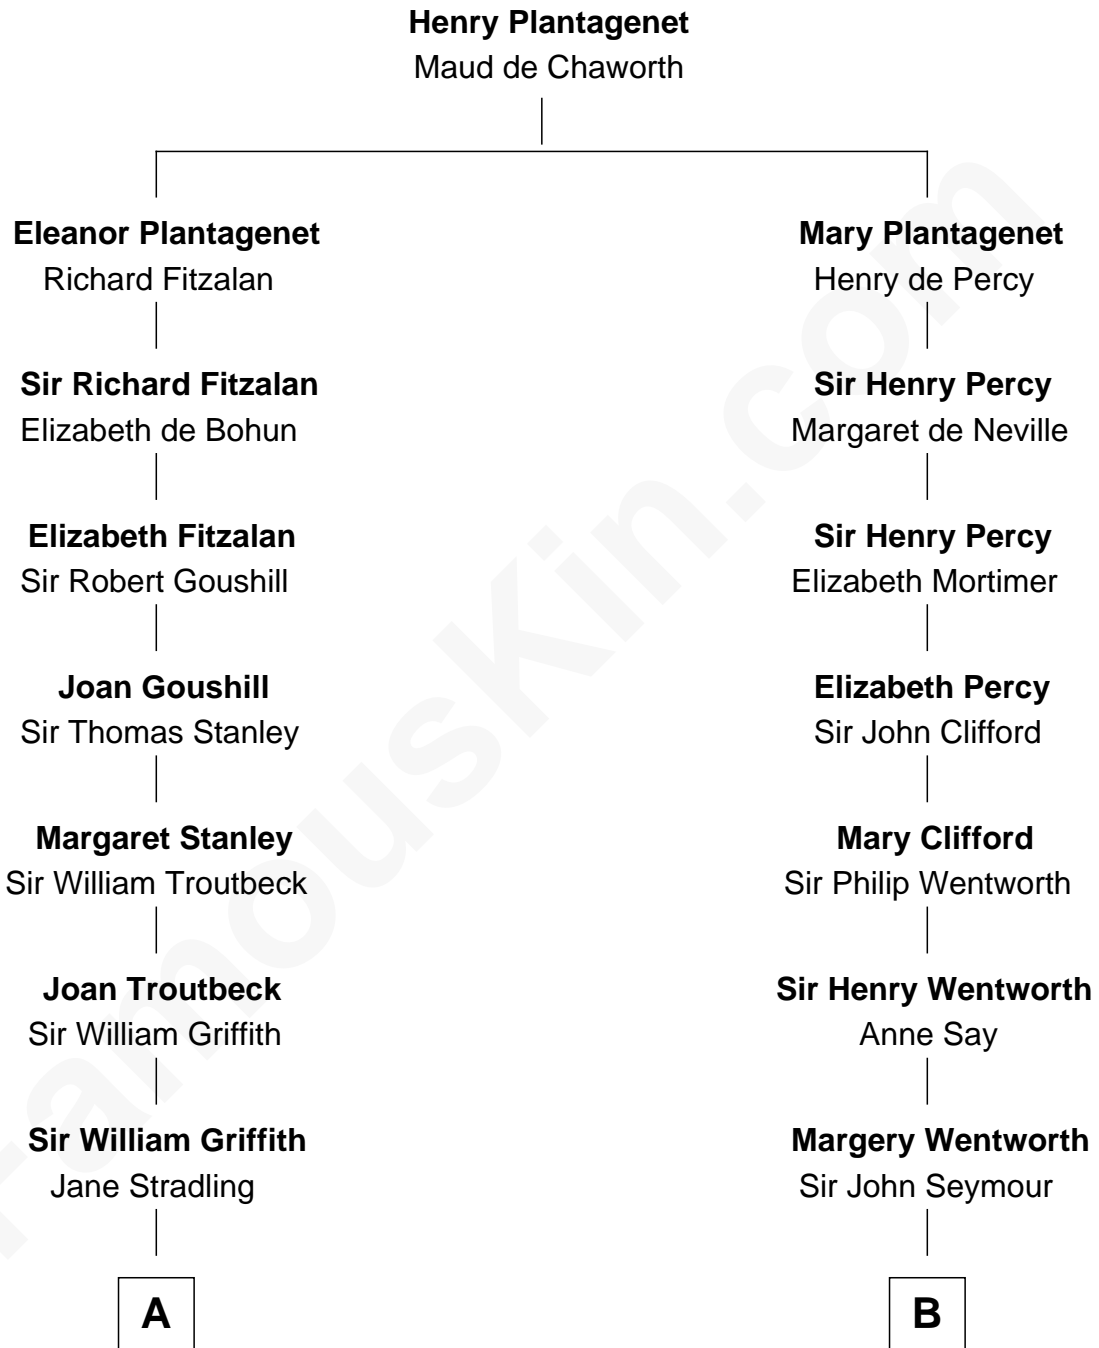 Henry Plantagenet
Maud de Chaworth
Eleanor Plantagenet
Richard Fitzalan
Mary Plantagenet
Henry de Percy
Sir Richard Fitzalan
Elizabeth de Bohun
Sir Henry Percy
Margaret de Neville
Elizabeth Fitzalan
Sir Robert Goushill
Sir Henry Percy
Elizabeth Mortimer
Joan Goushill
Sir Thomas Stanley
Elizabeth Percy
Sir John Clifford
Margaret Stanley
Sir William Troutbeck
Mary Clifford
Sir Philip Wentworth
Joan Troutbeck
Sir William Griffith
Sir Henry Wentworth
Anne Say
Sir William Griffith
Jane Stradling
Margery Wentworth
Sir John Seymour
A
B
FamousKin.com